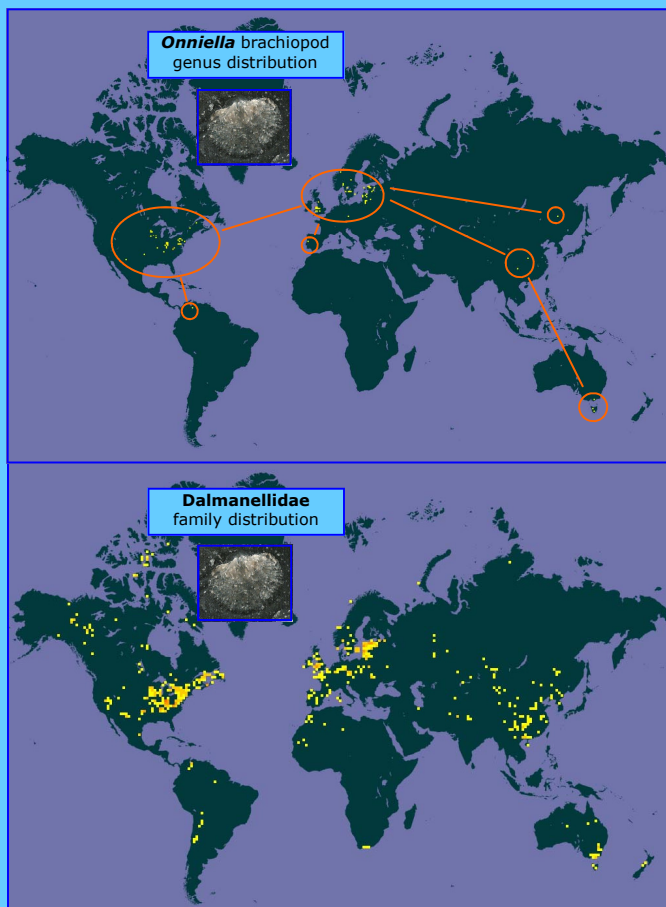 Onniella brachiopod
genus distribution
Dalmanellidae
family distribution